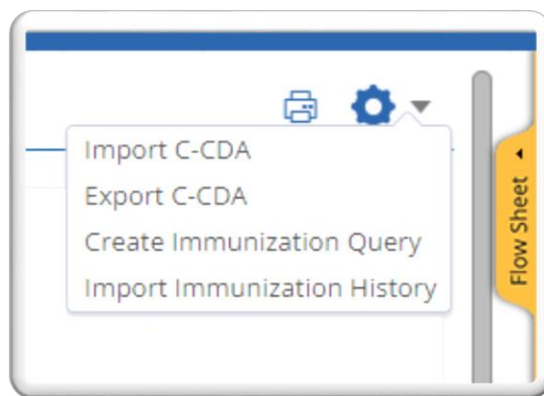 Import C-CDA
Export C-CDA
Create Immunization Query
Import Immunization History
Flow Sheet